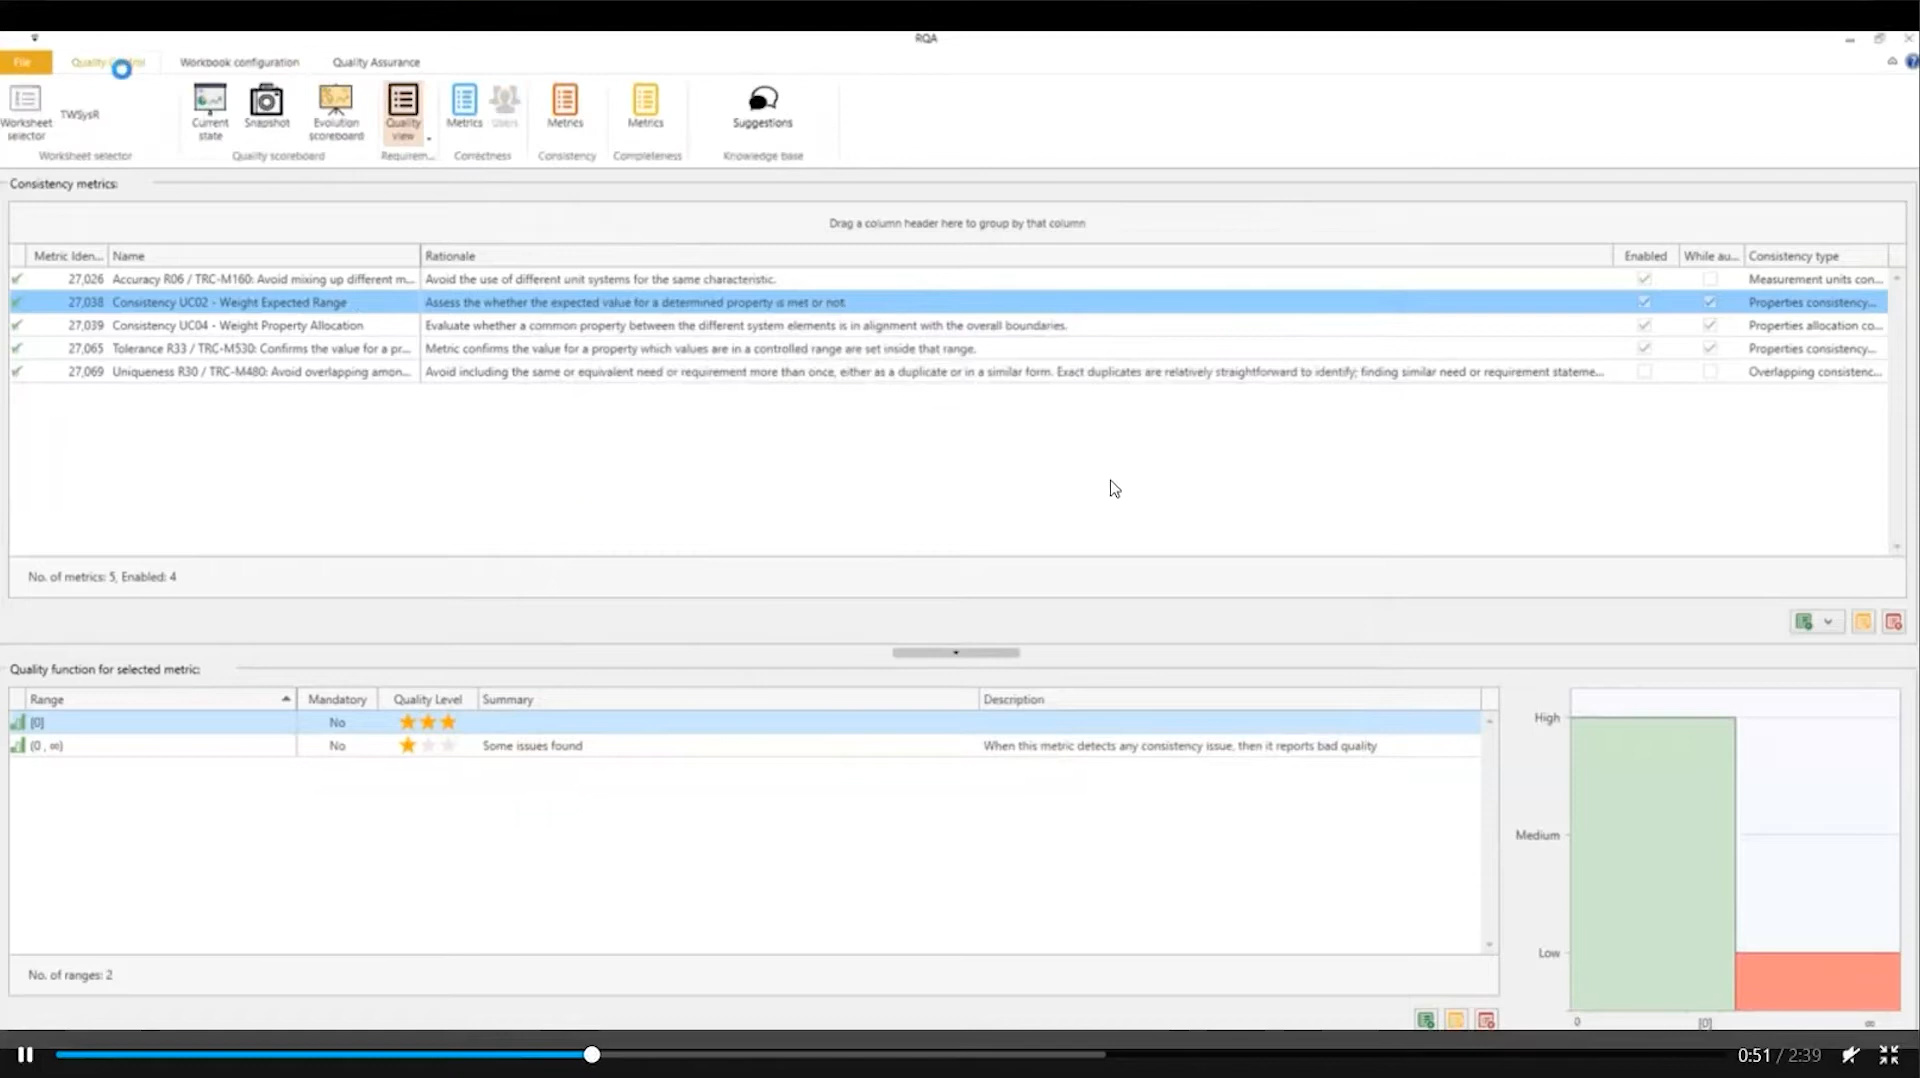 RQA
File Quality Control Workbook configuration Quality Assurance
Worksheet selector TWSysR Current state Snapshot Evolution scoreboard Quality view Metrics Users Metrics Metrics Suggestions
Worksheet selector Quality scoreboard Requirem... Correctness Consistency Completeness Knowledge base
Consistency metrics:
Drag a column header here to group by that column
Metric Iden... Name Rationale Enabled While au... Consistency type
27,026 Accuracy R06 / TRC-M160: Avoid mixing up different m... Avoid the use of different unit systems for the same characteristic. Measurement units con...
27,038 Consistency UC02 - Weight Expected Range Assess the whether the expected value for a determined property is met or not Properties consistency...
27,039 Consistency UC04 - Weight Property Allocation Evaluate whether a common property between the different system elements is in alignment with the overall boundaries. Properties allocation co...
27,065 Tolerance R33 / TRC-M530: Confirms the value for a pr... Metric confirms the value for a property which values are in a controlled range are set inside that range. Properties consistency...
27,069 Uniqueness R30 / TRC-M480: Avoid overlapping amon... Avoid including the same or equivalent need or requirement more than once, either as a duplicate or in a similar form. Exact duplicates are relatively straightforward to identify; finding similar need or requirement stateme... Overlapping consistenc...
No. of metrics: 5, Enabled: 4
Quality function for selected metric:
Range Mandatory Quality Level Summary Description
[0] No
(0 , ∞) No Some issues found When this metric detects any consistency issue, then it reports bad quality
No. of ranges: 2
High
Medium
Low
0 [0] ∞
0:51 / 2:39